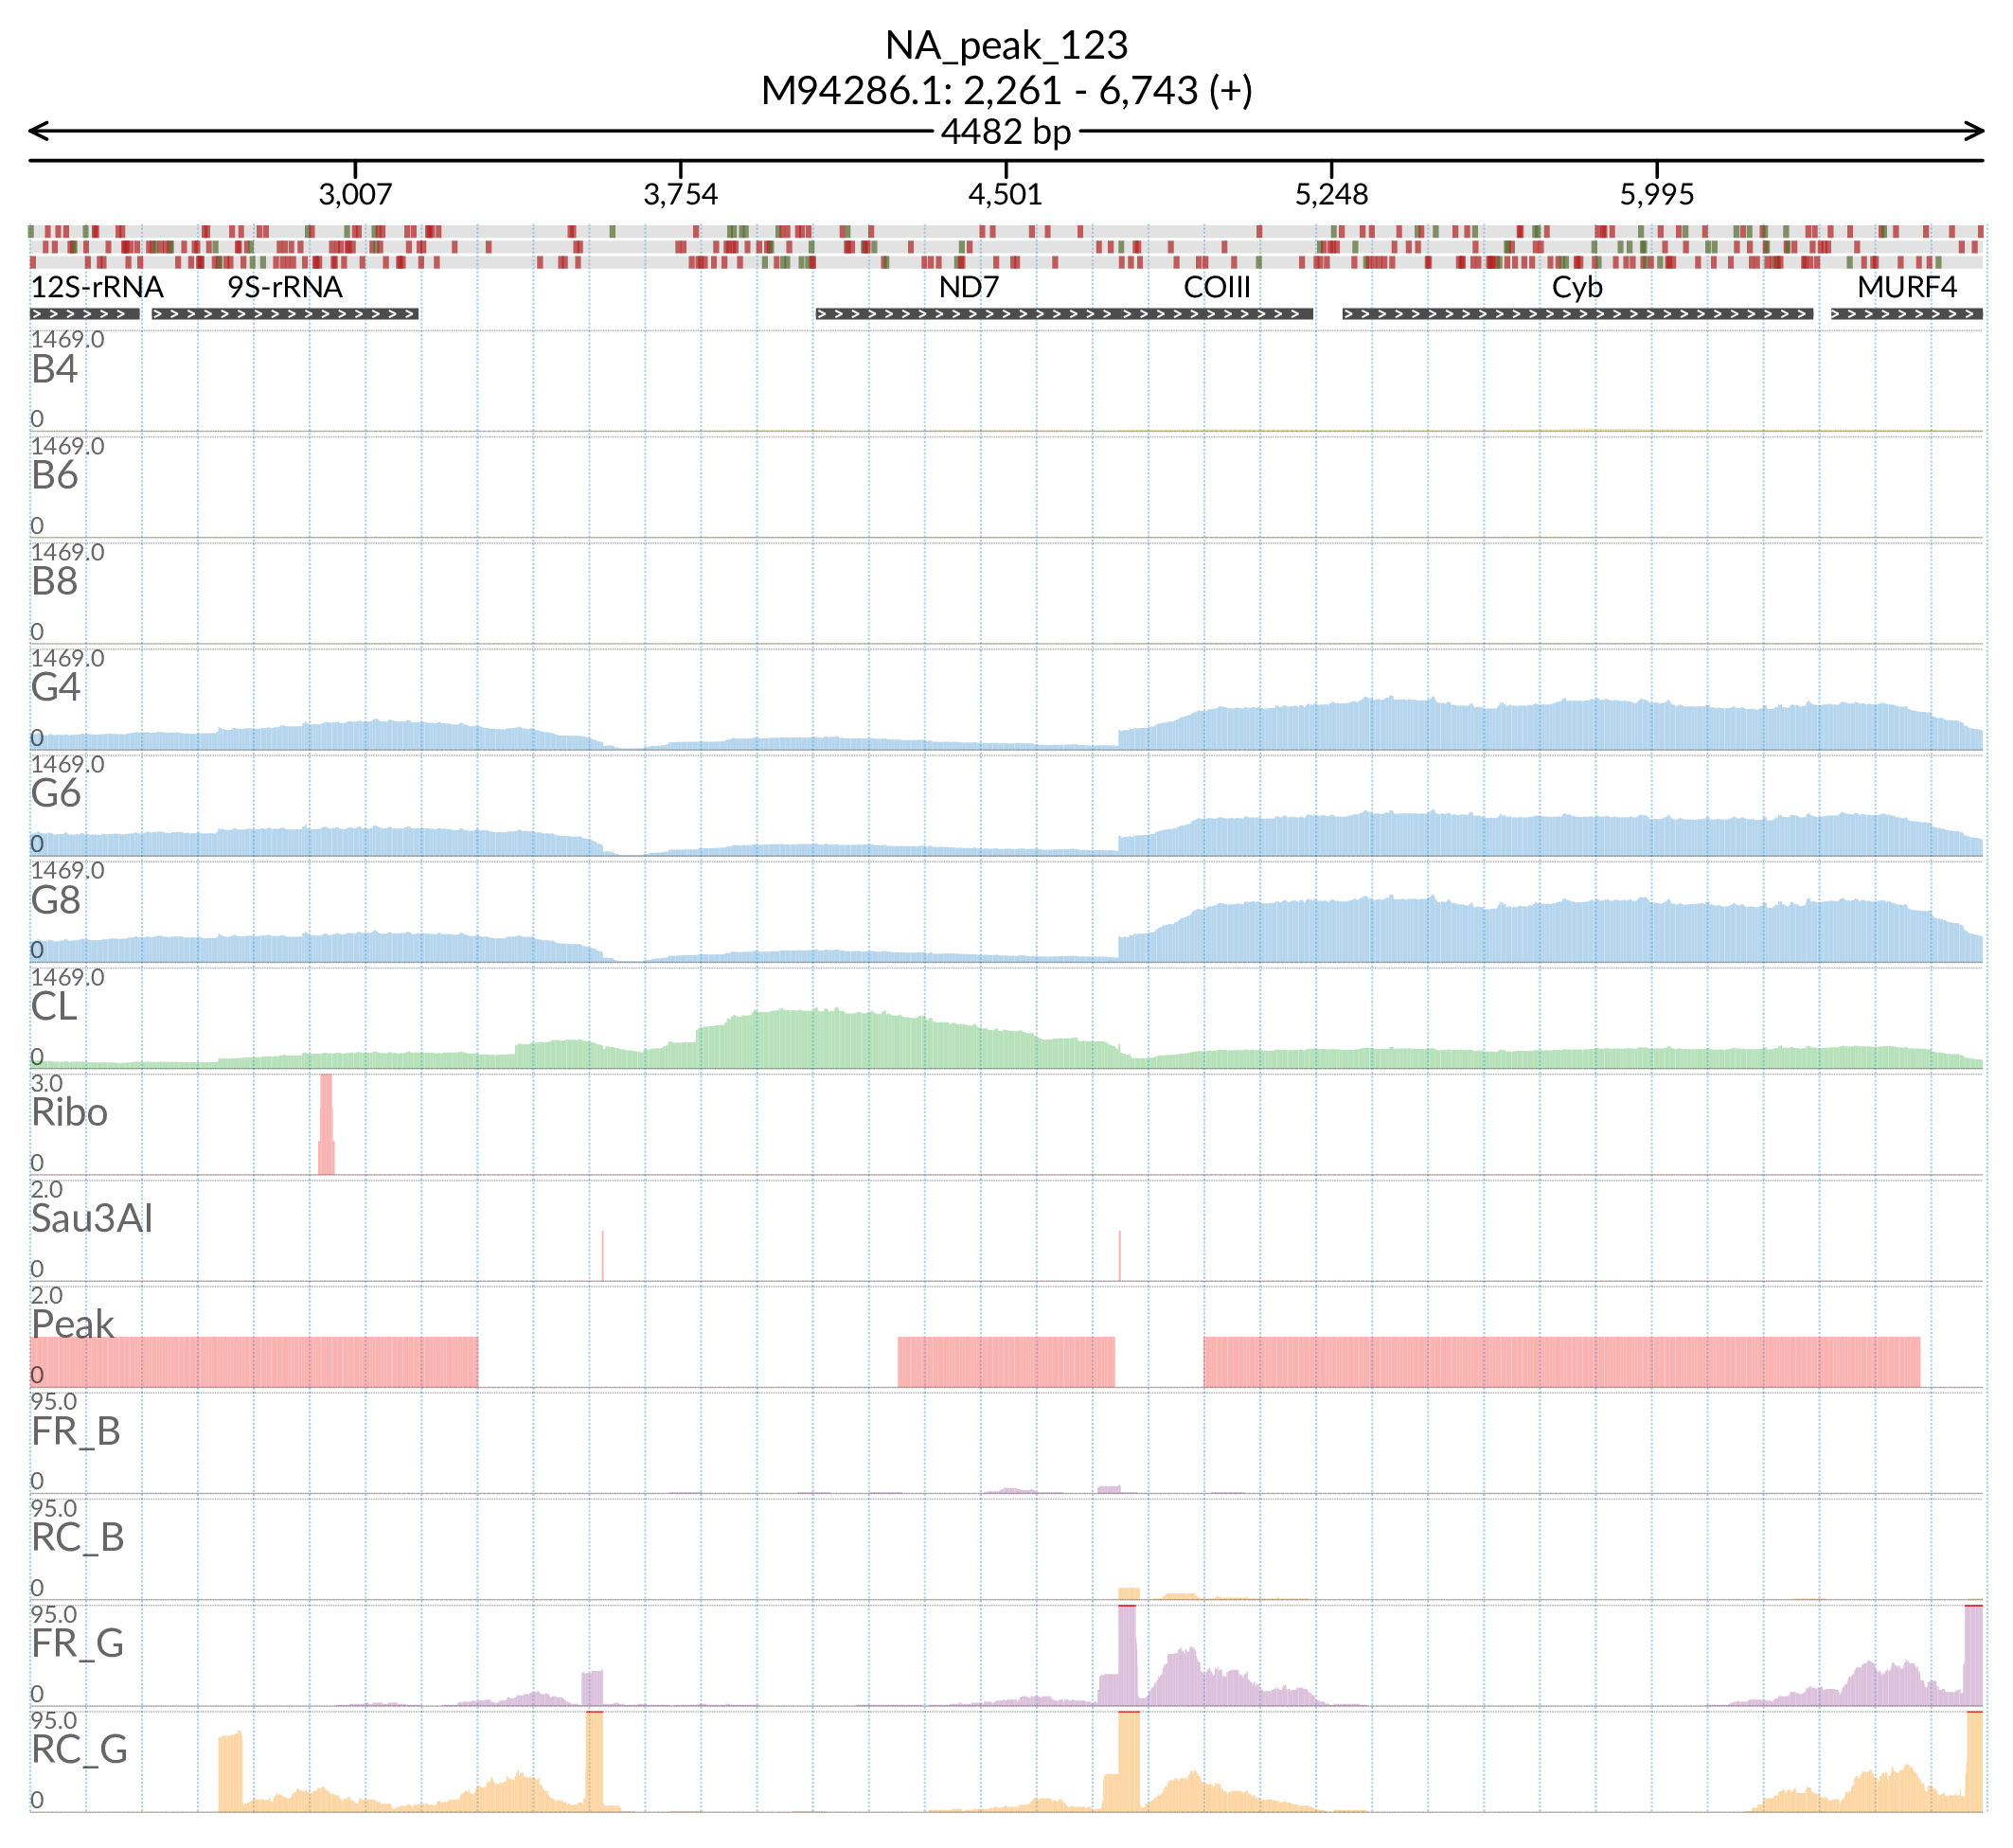 NA_peak_123
M94286.1: 2,261 - 6,743 (+)
4482 bp
3,007 3,754 4,501 5,248 5,995
12S-rRNA 9S-rRNA ND7 COIII Cyb MURF4
1469.0
B4
0
1469.0
B6
0
1469.0
B8
0
1469.0
G4
0
1469.0
G6
0
1469.0
G8
0
1469.0
CL
0
3.0
Ribo
0
2.0
Sau3AI
0
2.0
Peak
0
95.0
FR_B
0
95.0
RC_B
0
95.0
FR_G
0
95.0
RC_G
0